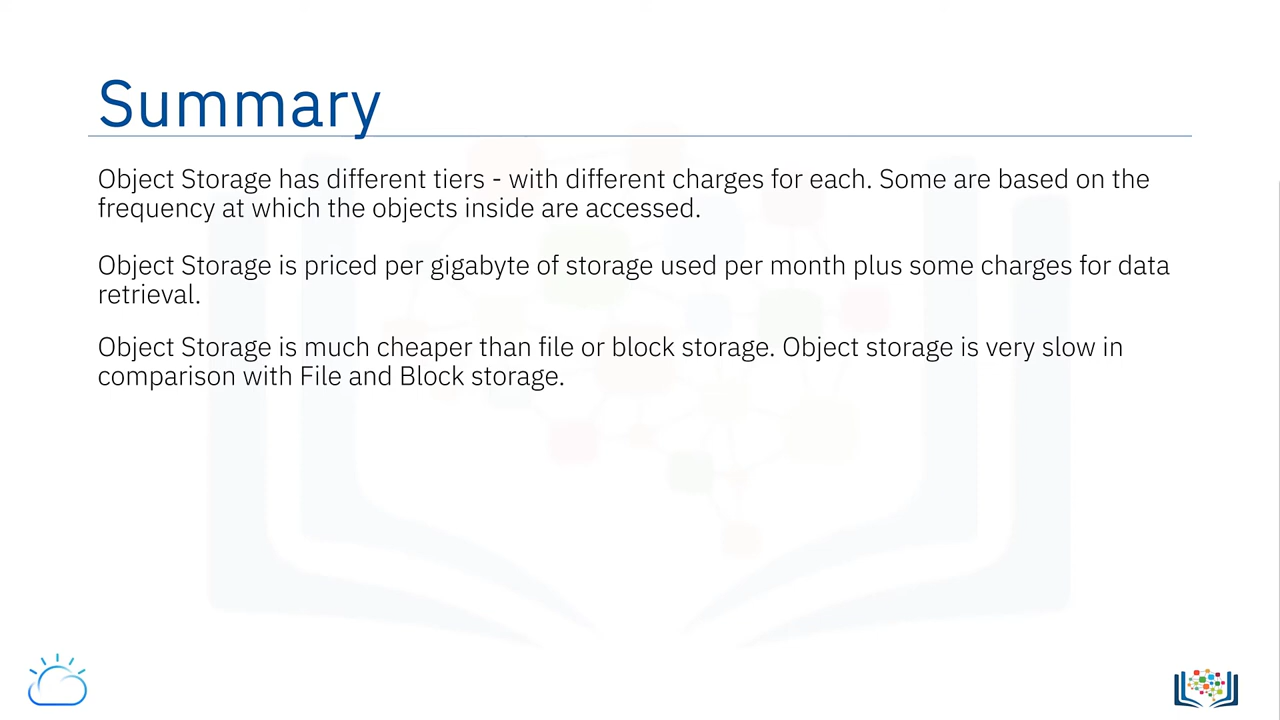 Summary
Object Storage has different tiers - with different charges for each. Some are based on the
frequency at which the objects inside are accessed.
Object Storage is priced per gigabyte of storage used per month plus some charges for data
retrieval.
Object Storage is much cheaper than file or block storage. Object storage is very slow in
comparison with File and Block storage.